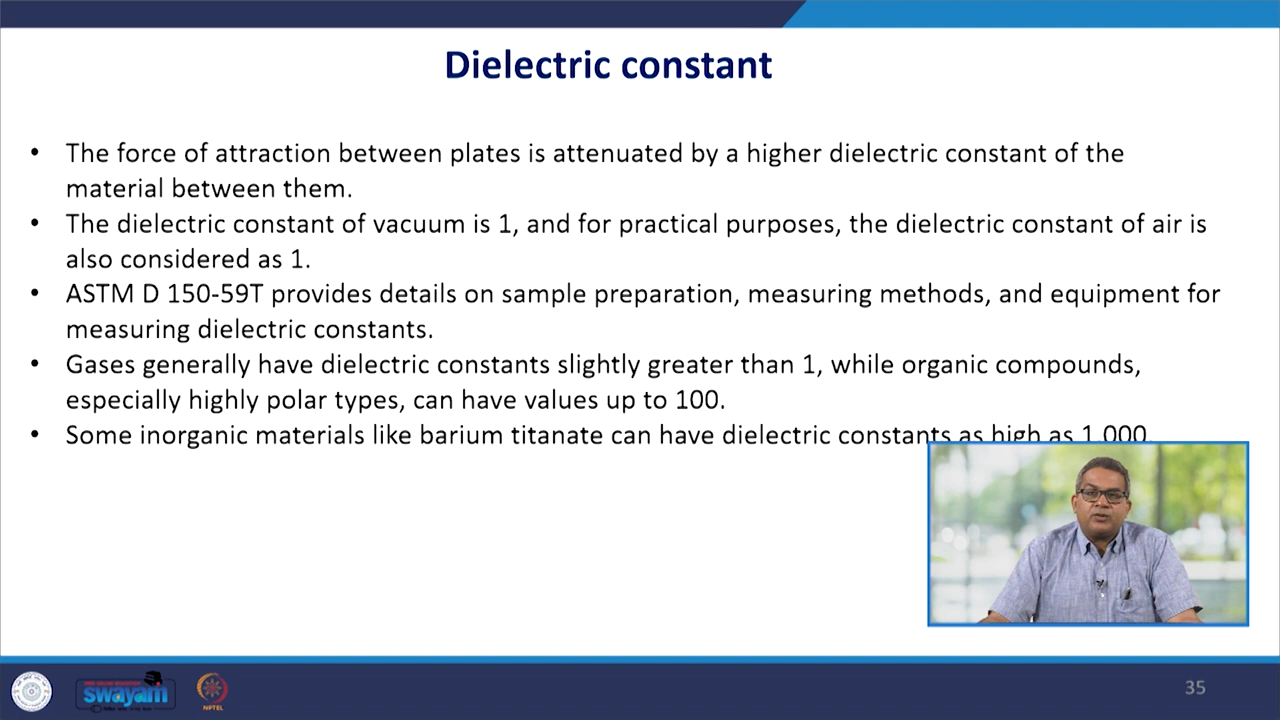 Dielectric constant
• The force of attraction between plates is attenuated by a higher dielectric constant of the
material between them.
• The dielectric constant of vacuum is 1, and for practical purposes, the dielectric constant of air is
also considered as 1.
• ASTM D 150-59T provides details on sample preparation, measuring methods, and equipment for
measuring dielectric constants.
• Gases generally have dielectric constants slightly greater than 1, while organic compounds,
especially highly polar types, can have values up to 100.
• Some inorganic materials like barium titanate can have dielectric constants as high as 1,000.
swayam
NPTEL
35